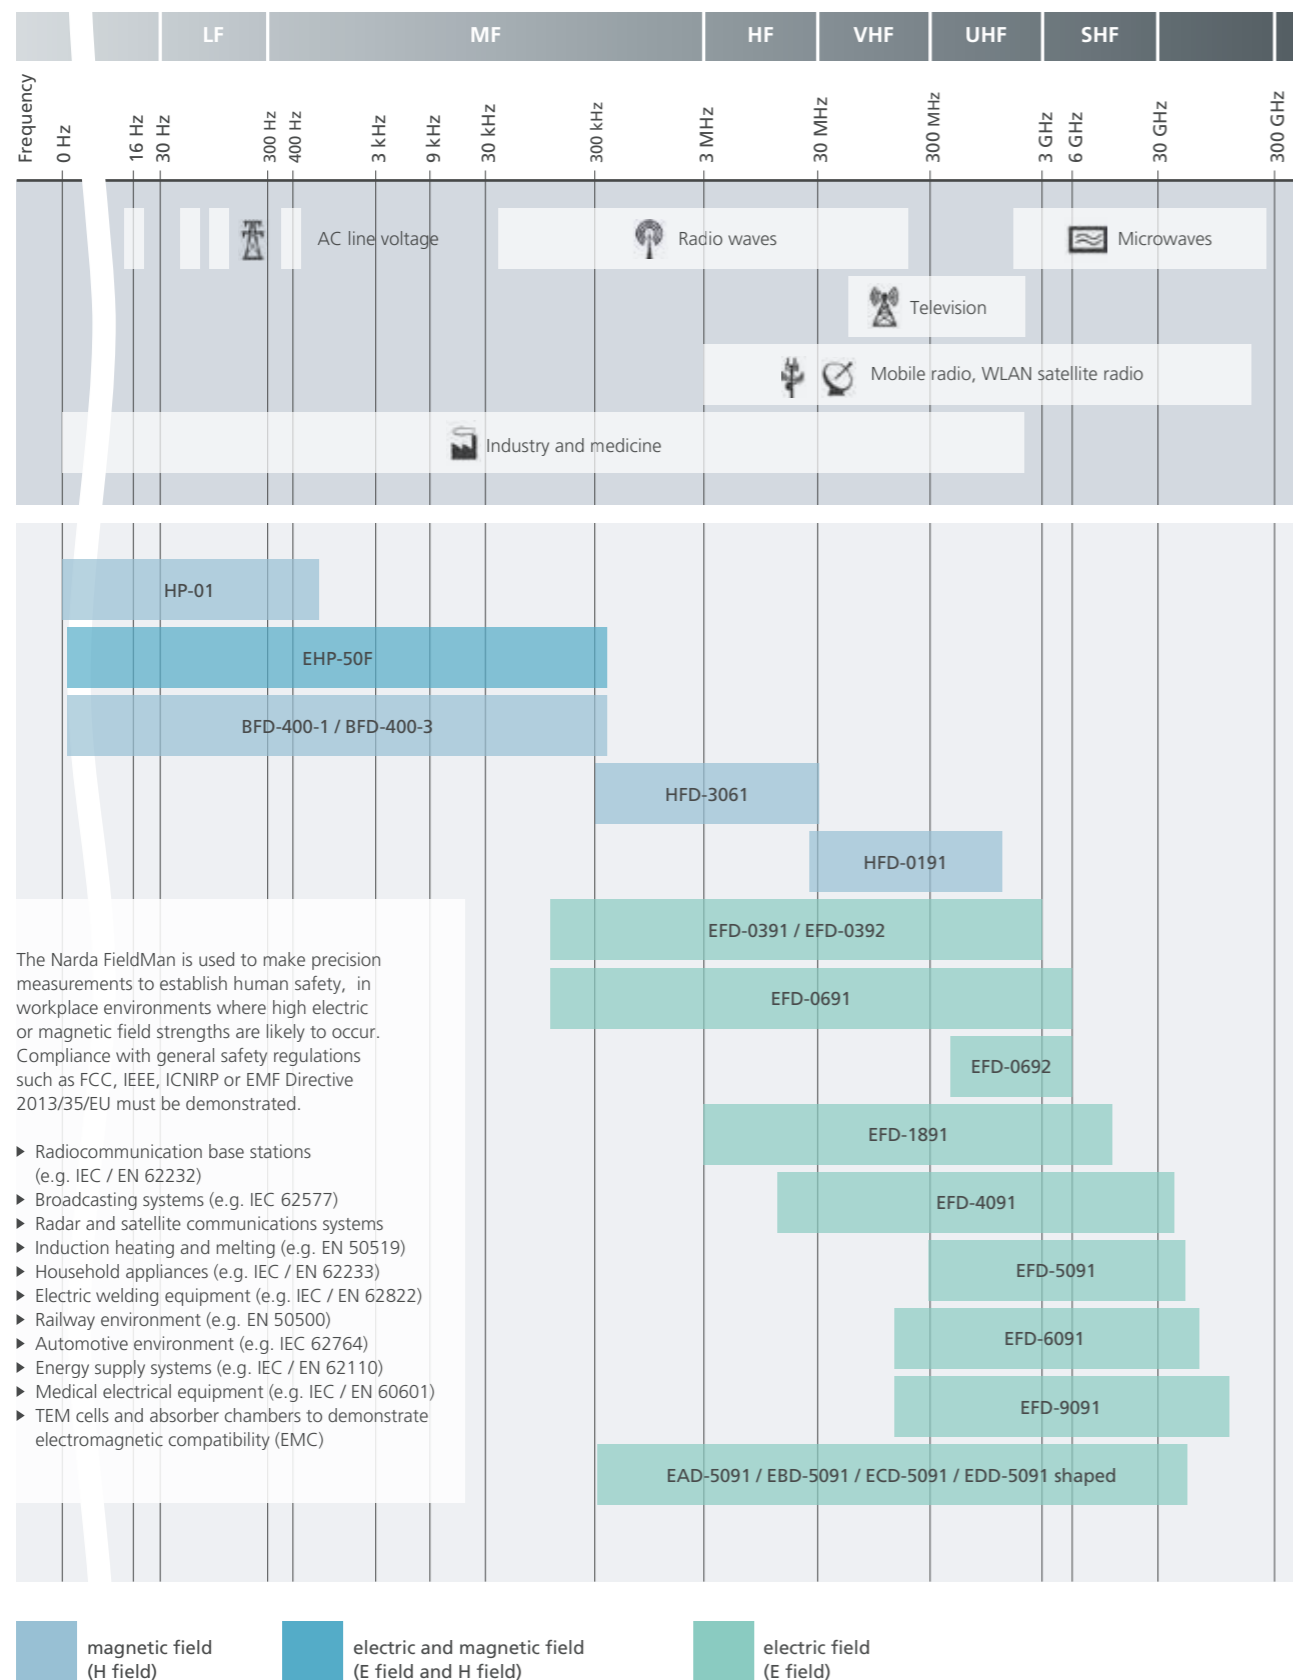 LF
MF
HF
VHF
UHF
SHF
Frequency
0 Hz
16 Hz
30 Hz
300 Hz
400 Hz
3 kHz
9 kHz
30 kHz
300 kHz
3 MHz
30 MHz
300 MHz
3 GHz
6 GHz
30 GHz
300 GHz
AC line voltage
Radio waves
Microwaves
Television
Mobile radio, WLAN satellite radio
Industry and medicine
HP-01
EHP-50F
BFD-400-1 / BFD-400-3
HFD-3061
HFD-0191
EFD-0391 / EFD-0392
EFD-0691
EFD-0692
EFD-1891
EFD-4091
EFD-5091
EFD-6091
EFD-9091
EAD-5091 / EBD-5091 / ECD-5091 / EDD-5091 shaped
The Narda FieldMan is used to make precision
measurements to establish human safety, in
workplace environments where high electric
or magnetic field strengths are likely to occur.
Compliance with general safety regulations
such as FCC, IEEE, ICNIRP or EMF Directive
2013/35/EU must be demonstrated.
▶ Radiocommunication base stations
(e.g. IEC / EN 62232)
▶ Broadcasting systems (e.g. IEC 62577)
▶ Radar and satellite communications systems
▶ Induction heating and melting (e.g. EN 50519)
▶ Household appliances (e.g. IEC / EN 62233)
▶ Electric welding equipment (e.g. IEC / EN 62822)
▶ Railway environment (e.g. EN 50500)
▶ Automotive environment (e.g. IEC 62764)
▶ Energy supply systems (e.g. IEC / EN 62110)
▶ Medical electrical equipment (e.g. IEC / EN 60601)
▶ TEM cells and absorber chambers to demonstrate
electromagnetic compatibility (EMC)
magnetic field
(H field)
electric and magnetic field
(E field and H field)
electric field
(E field)